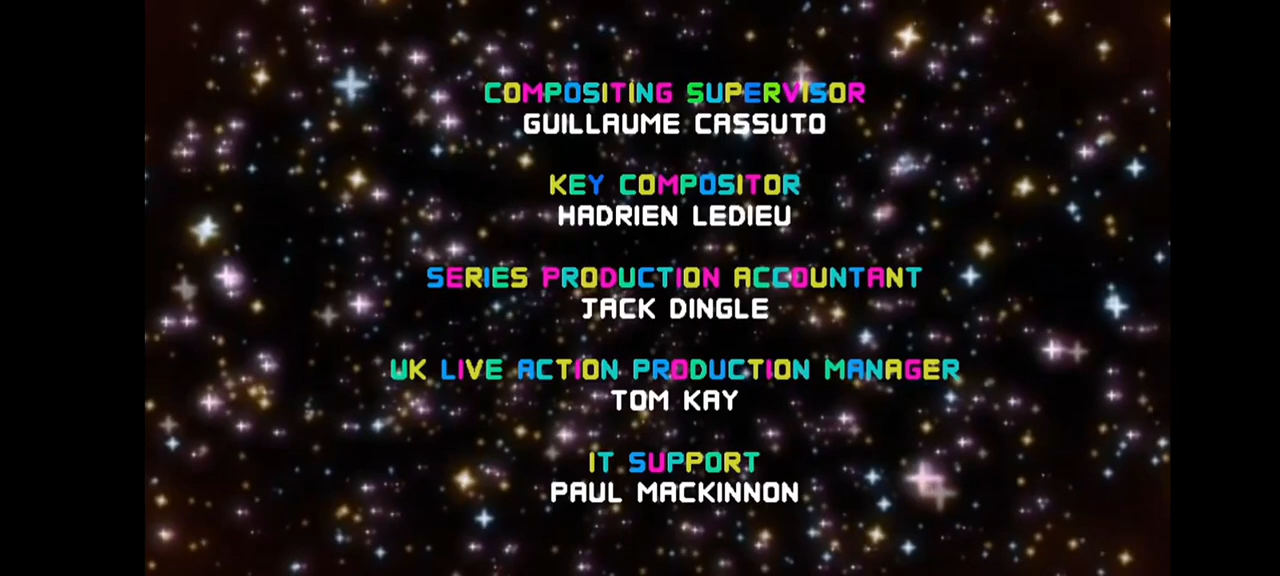 COMPOSITING SUPERVISOR
GUILLAUME CASSUTO
KEY COMPOSITOR
HADRIEN LEDIEU
SERIES PRODUCTION ACCOUNTANT
JACK DINGLE
UK LIVE ACTION PRODUCTION MANAGER
TOM KAY
IT SUPPORT
PAUL MACKINNON